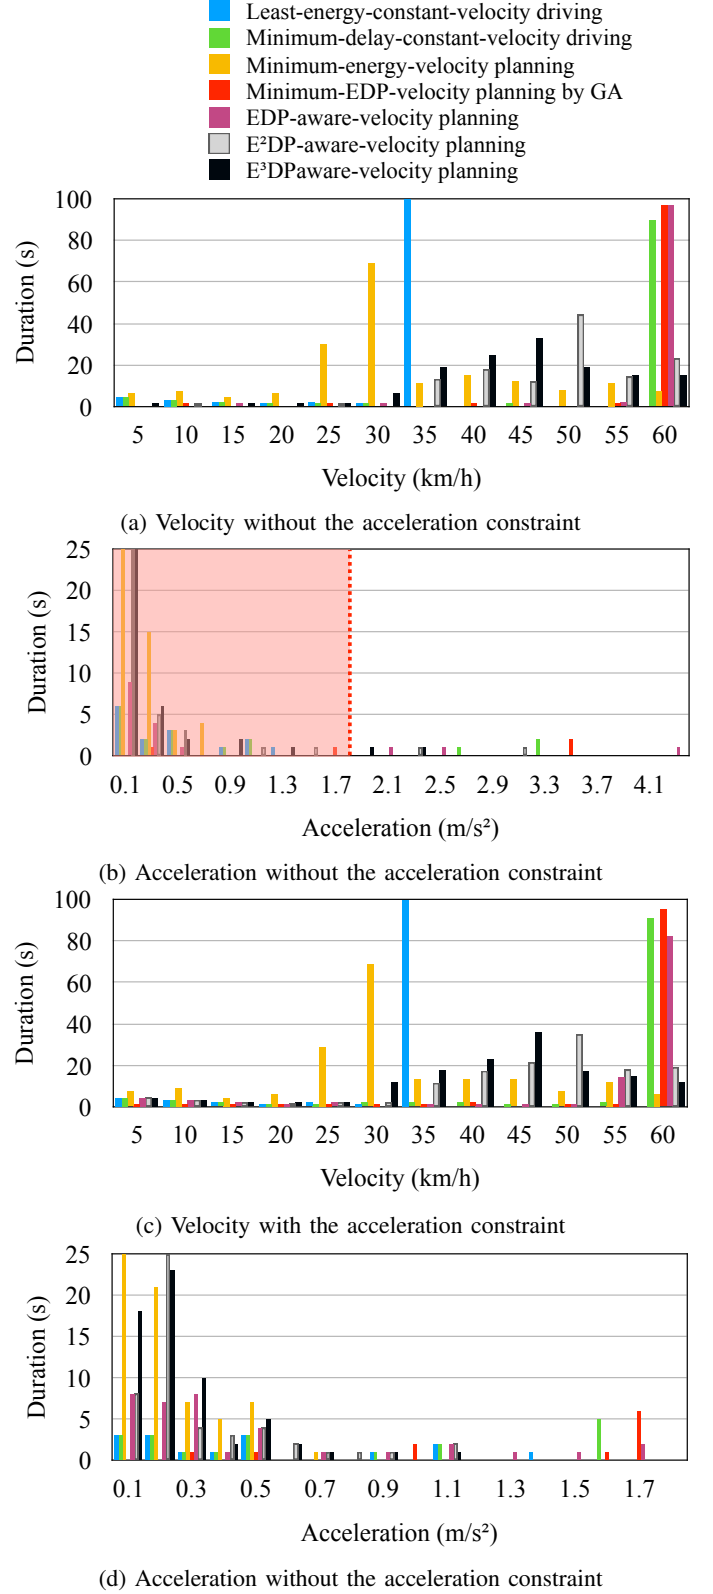 Least-energy-constant-velocity driving
Minimum-delay-constant-velocity driving
Minimum-energy-velocity planning
Minimum-EDP-velocity planning by GA
EDP-aware-velocity planning
E²DP-aware-velocity planning
E³DPaware-velocity planning
100
80
60
40
20
0
Duration (s)
5 10 15 20 25 30 35 40 45 50 55 60
Velocity (km/h)
(a) Velocity without the acceleration constraint
25
20
15
10
5
0
Duration (s)
0.1 0.5 0.9 1.3 1.7 2.1 2.5 2.9 3.3 3.7 4.1
Acceleration (m/s²)
(b) Acceleration without the acceleration constraint
100
80
60
40
20
0
Duration (s)
5 10 15 20 25 30 35 40 45 50 55 60
Velocity (km/h)
(c) Velocity with the acceleration constraint
25
20
15
10
5
0
Duration (s)
0.1 0.3 0.5 0.7 0.9 1.1 1.3 1.5 1.7
Acceleration (m/s²)
(d) Acceleration without the acceleration constraint